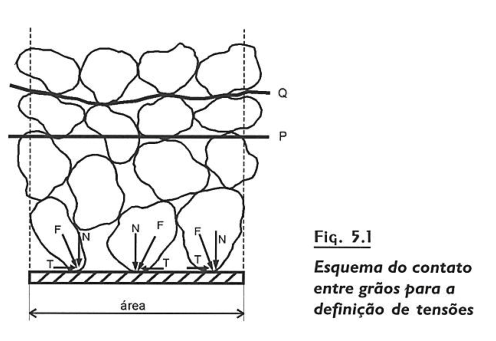 Q
P
F
N
N
F
F
N
T
T
T
área
Fig. 5.1
Esquema do contato
entre grãos para a
definição de tensões